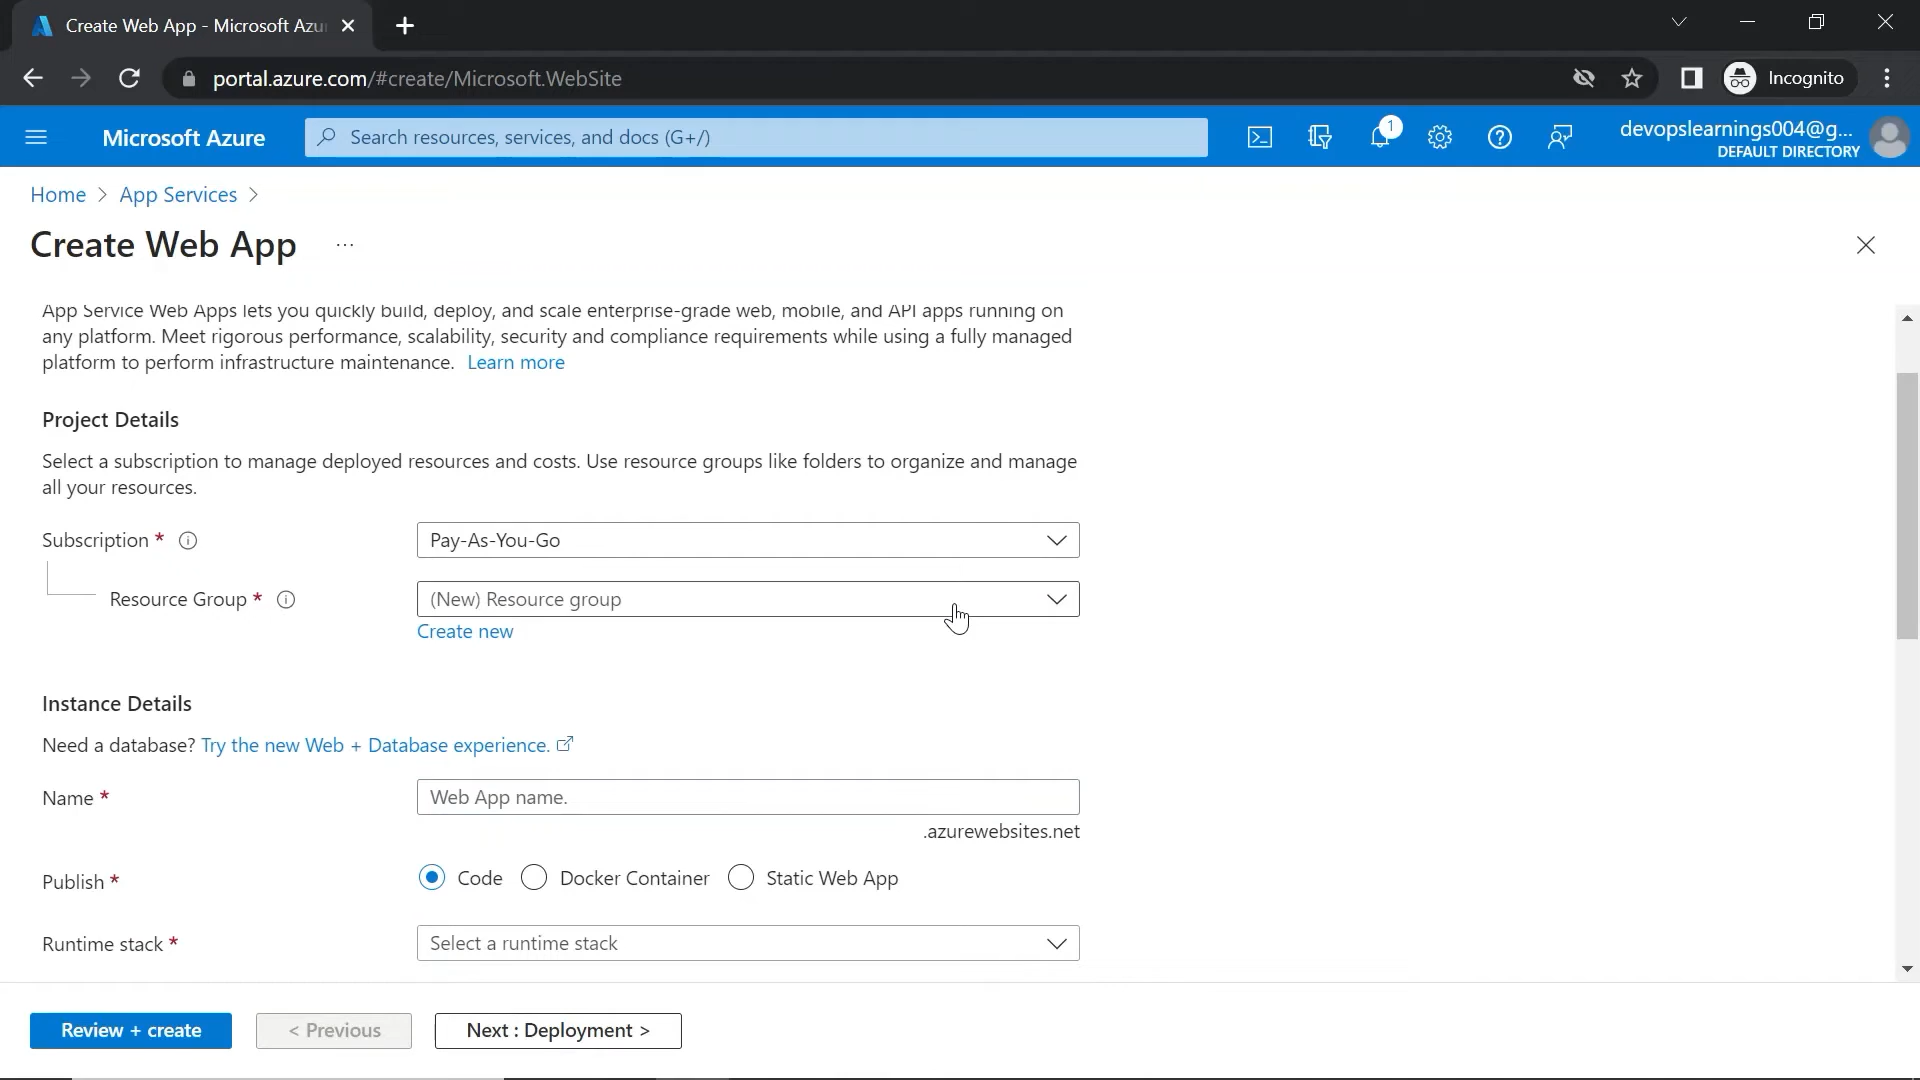 Create Web App - Microsoft Azu
portal.azure.com/#create/Microsoft.WebSite
Incognito
Microsoft Azure
Search resources, services, and docs (G+/)
1
devopslearnings004@g...
DEFAULT DIRECTORY
Home > App Services >
Create Web App ...
App Service Web Apps lets you quickly build, deploy, and scale enterprise-grade web, mobile, and API apps running on
any platform. Meet rigorous performance, scalability, security and compliance requirements while using a fully managed
platform to perform infrastructure maintenance. Learn more
Project Details
Select a subscription to manage deployed resources and costs. Use resource groups like folders to organize and manage
all your resources.
Subscription *
Pay-As-You-Go
Resource Group *
(New) Resource group
Create new
Instance Details
Need a database? Try the new Web + Database experience.
Name *
Web App name.
.azurewebsites.net
Publish *
Code
Docker Container
Static Web App
Runtime stack *
Select a runtime stack
Review + create
< Previous
Next : Deployment >